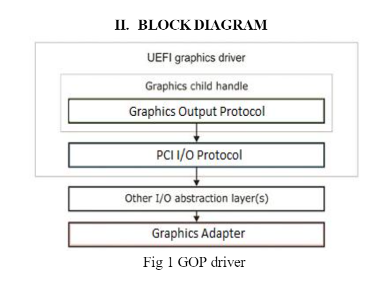 II. BLOCK DIAGRAM
UEFI graphics driver
Graphics child handle
Graphics Output Protocol
PCI I/O Protocol
Other I/O abstraction layer(s)
Graphics Adapter
Fig 1 GOP driver